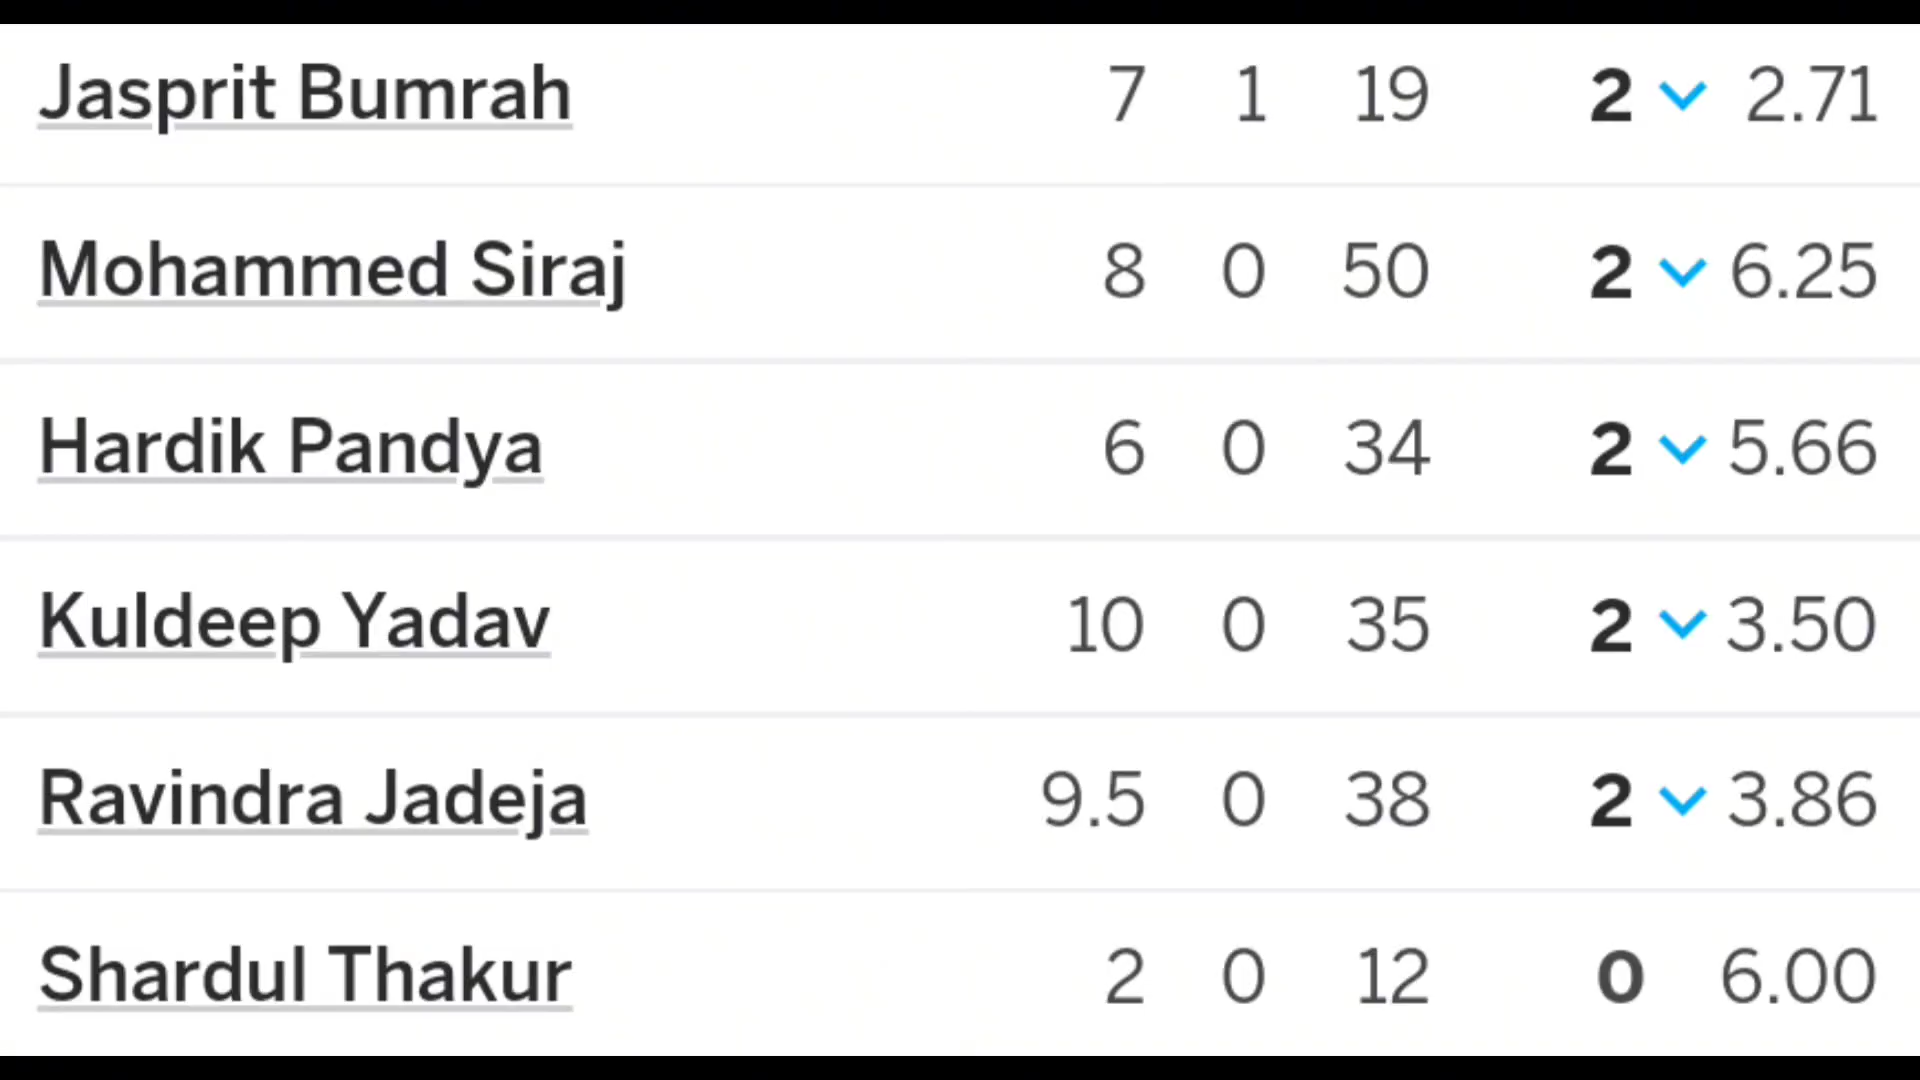 Jasprit Bumrah 7 1 19 2 2.71
Mohammed Siraj 8 0 50 2 6.25
Hardik Pandya 6 0 34 2 5.66
Kuldeep Yadav 10 0 35 2 3.50
Ravindra Jadeja 9.5 0 38 2 3.86
Shardul Thakur 2 0 12 0 6.00